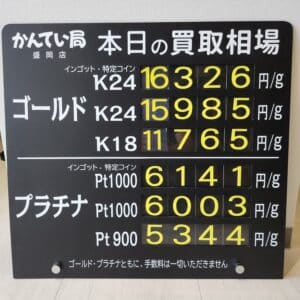 かんてい局 本日の買取相場
盛岡店
インゴット・特定コイン
K24 16326 円/g
ゴールド K24 15985 円/g
K18 11765 円/g
インゴット・特定コイン
Pt1000 6141 円/g
プラチナ Pt1000 6003 円/g
Pt900 5344 円/g
ゴールド・プラチナともに、手数料は一切いただきません